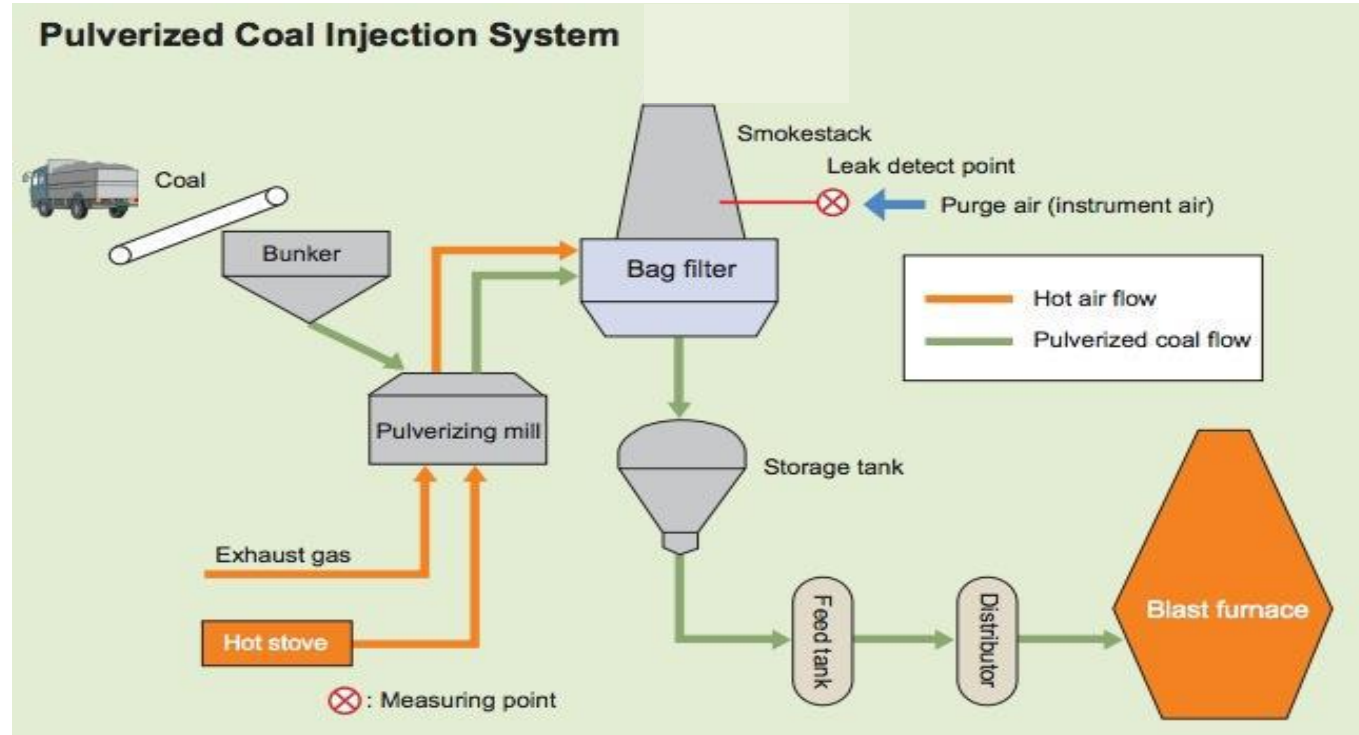 Pulverized Coal Injection System
Smokestack
Leak detect point
Coal
Purge air (instrument air)
Bunker
Bag filter
Hot air flow
Pulverized coal flow
Pulverizing mill
Storage tank
Exhaust gas
Feed tank
Distributor
Blast furnace
Hot stove
: Measuring point